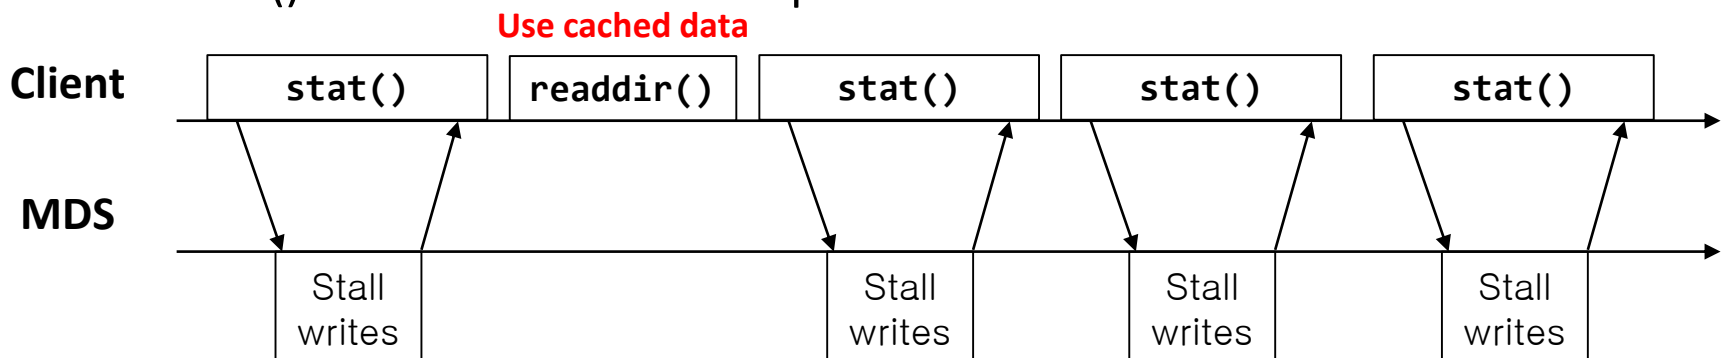 ()
Use cached data
Client stat() readdir() stat() stat() stat()
MDS
Stall Stall Stall Stall
writes writes writes writes